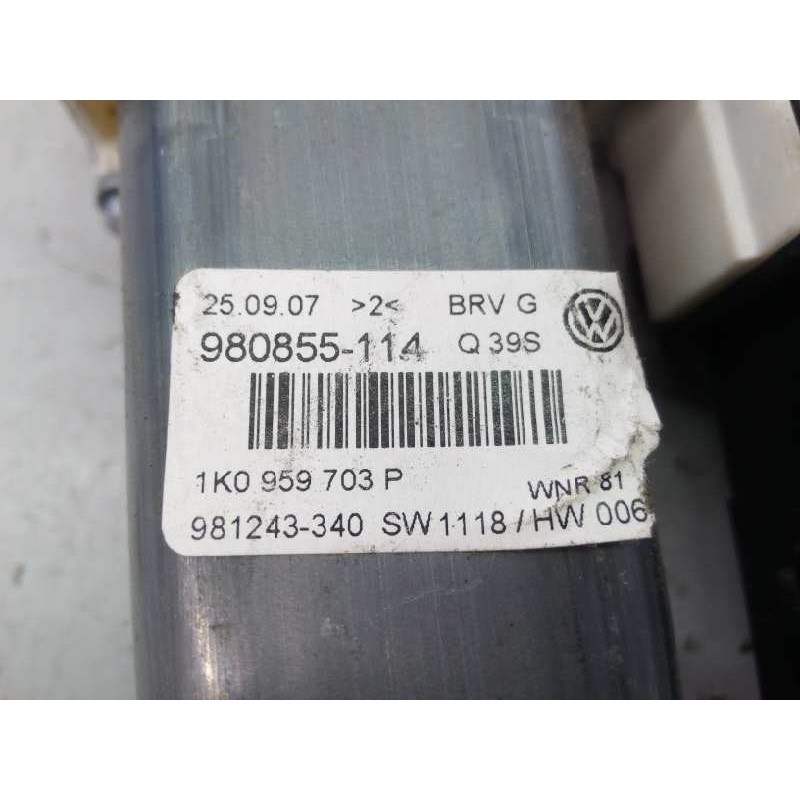 25.09.07 >2< BRV G
980855-114 Q 39S
1K0 959 703 P WNR 81
981243-340 SW1118 / HW 006